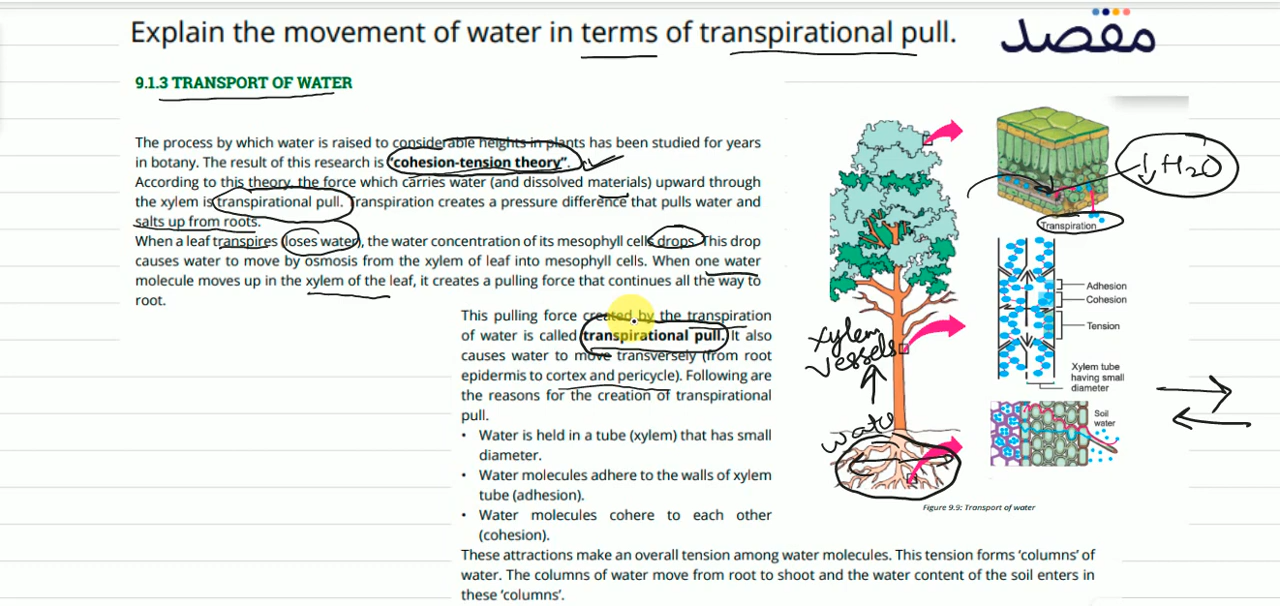 Explain the movement of water in terms of transpirational pull.
مقصد
9.1.3 TRANSPORT OF WATER
The process by which water is raised to considerable heights in plants has been studied for years
in botany. The result of this research is "cohesion-tension theory".
According to this theory, the force which carries water (and dissolved materials) upward through
the xylem is transpirational pull. Transpiration creates a pressure difference that pulls water and
salts up from roots.
When a leaf transpires (loses water), the water concentration of its mesophyll cells drops. This drop
causes water to move by osmosis from the xylem of leaf into mesophyll cells. When one water
molecule moves up in the xylem of the leaf, it creates a pulling force that continues all the way to
root.
This pulling force created by the transpiration
of water is called transpirational pull. It also
causes water to move transversely (from root
epidermis to cortex and pericycle). Following are
the reasons for the creation of transpirational
pull.
• Water is held in a tube (xylem) that has small
diameter.
• Water molecules adhere to the walls of xylem
tube (adhesion).
• Water molecules cohere to each other
(cohesion).
These attractions make an overall tension among water molecules. This tension forms 'columns' of
water. The columns of water move from root to shoot and the water content of the soil enters in
these 'columns'.
↓H2O
Transpiration
Adhesion
Cohesion
Tension
Xylem
vessels
Xylem tube
having small
diameter
Water
Soil
water
Figure 9.9: Transport of water